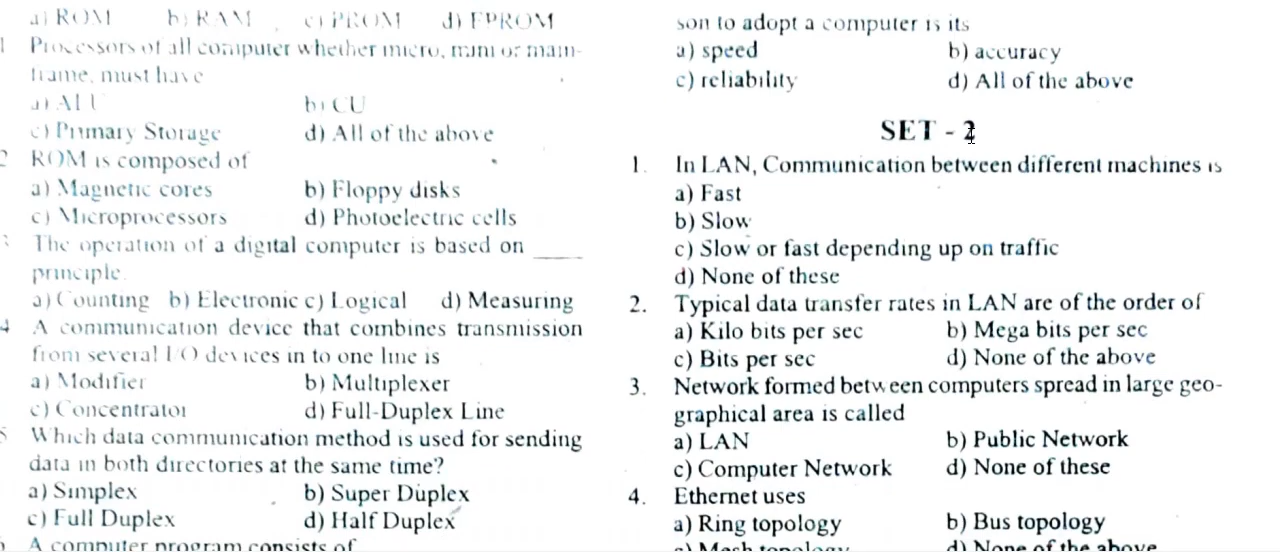 a) ROM b) RAM c) PROM d) EPROM
1 Processors of all computer whether micro, mini or main-
frame, must have
a) ALU b) CU
c) Primary Storage d) All of the above
2 ROM is composed of
a) Magnetic cores b) Floppy disks
c) Microprocessors d) Photoelectric cells
3 The operation of a digital computer is based on ____
principle.
a) Counting b) Electronic c) Logical d) Measuring
4 A communication device that combines transmission
from several I/O devices in to one line is
a) Modifier b) Multiplexer
c) Concentrator d) Full-Duplex Line
5 Which data communication method is used for sending
data in both directories at the same time?
a) Simplex b) Super Duplex
c) Full Duplex d) Half Duplex
A computer program consists of
son to adopt a computer is its
a) speed b) accuracy
c) reliability d) All of the above
SET - 2
1. In LAN, Communication between different machines is
a) Fast
b) Slow
c) Slow or fast depending up on traffic
d) None of these
2. Typical data transfer rates in LAN are of the order of
a) Kilo bits per sec b) Mega bits per sec
c) Bits per sec d) None of the above
3. Network formed between computers spread in large geo-
graphical area is called
a) LAN b) Public Network
c) Computer Network d) None of these
4. Ethernet uses
a) Ring topology b) Bus topology
c) Mesh topology d) None of the above